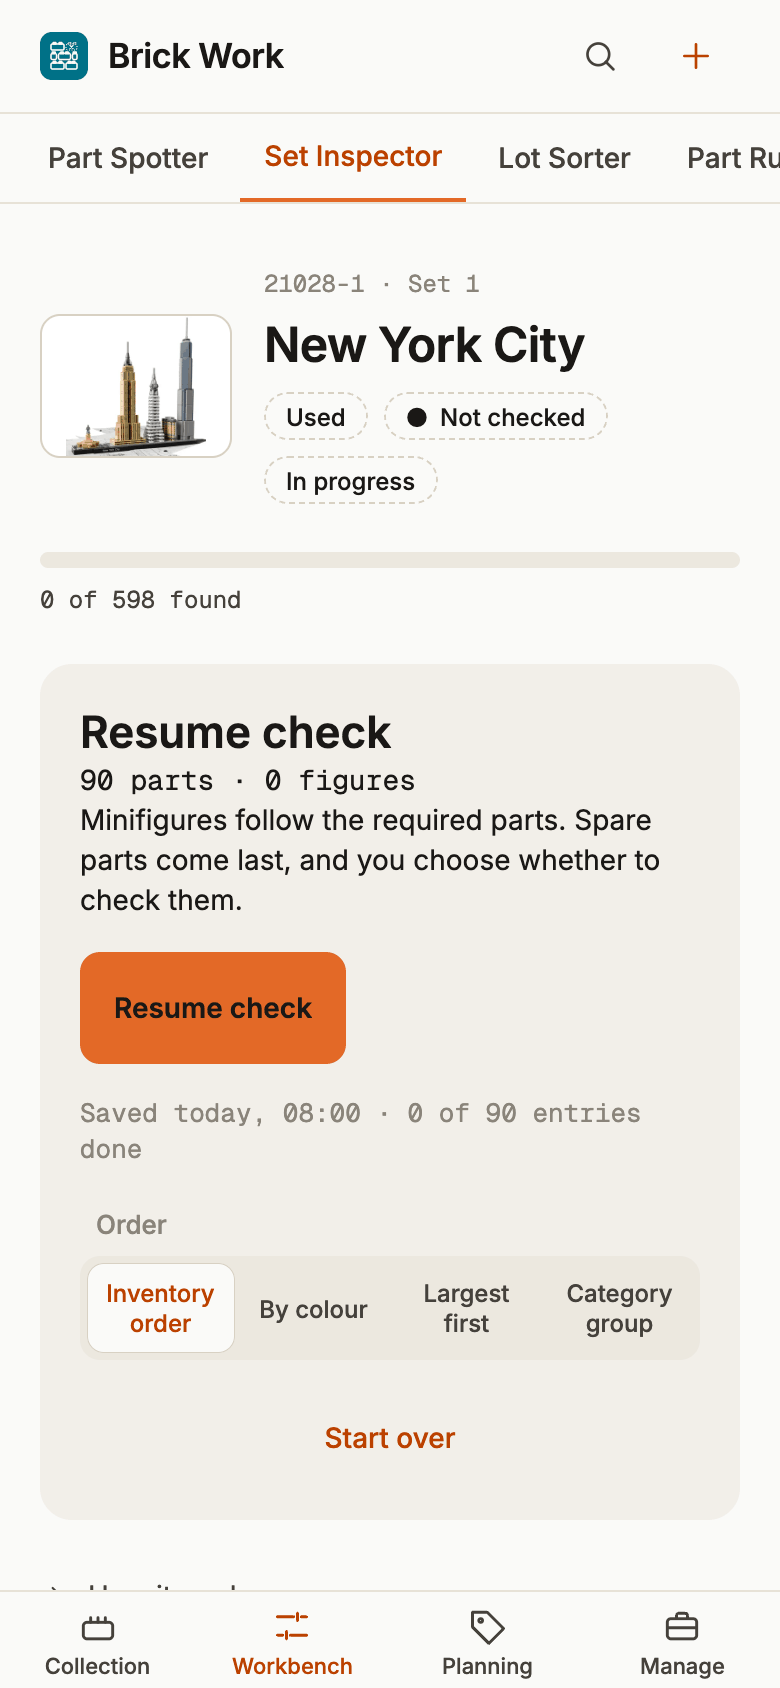 Brick Work
Part Spotter
Set Inspector
Lot Sorter
Part Ru
21028-1 · Set 1
New York City
Used
Not checked
In progress
0 of 598 found
Resume check
90 parts · 0 figures
Minifigures follow the required parts. Spare
parts come last, and you choose whether to
check them.
Resume check
Saved today, 08:00 · 0 of 90 entries
done
Order
Inventory
order
By colour
Largest
first
Category
group
Start over
Collection
Workbench
Planning
Manage